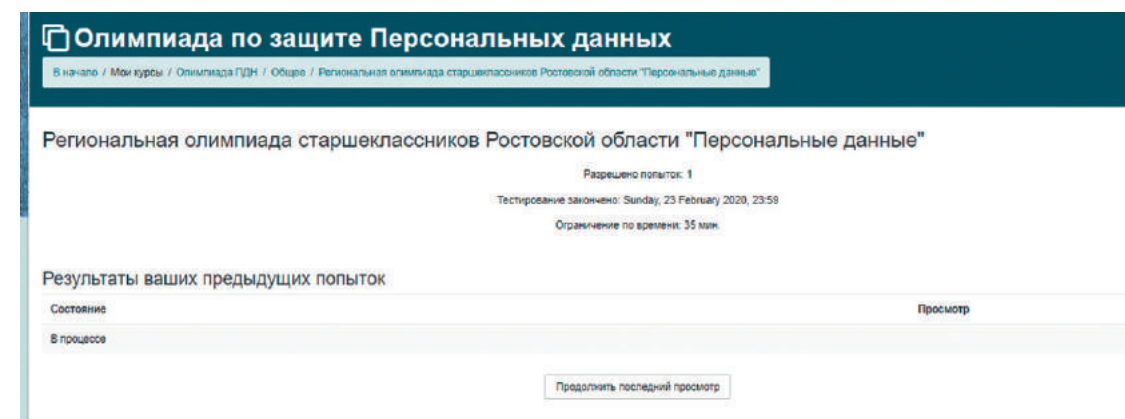 Олимпиада по защите Персональных данных
В начало / Мои курсы / Олимпиада ПДН / Общее / Региональная олимпиада старшеклассников Ростовской области "Персональные данные"
Региональная олимпиада старшеклассников Ростовской области "Персональные данные"
Разрешено попыток: 1
Тестирование закончено: Sunday, 23 February 2020, 23:59
Ограничение по времени: 35 мин.
Результаты ваших предыдущих попыток
Состояние Просмотр
В процессе
Продолжить последний просмотр